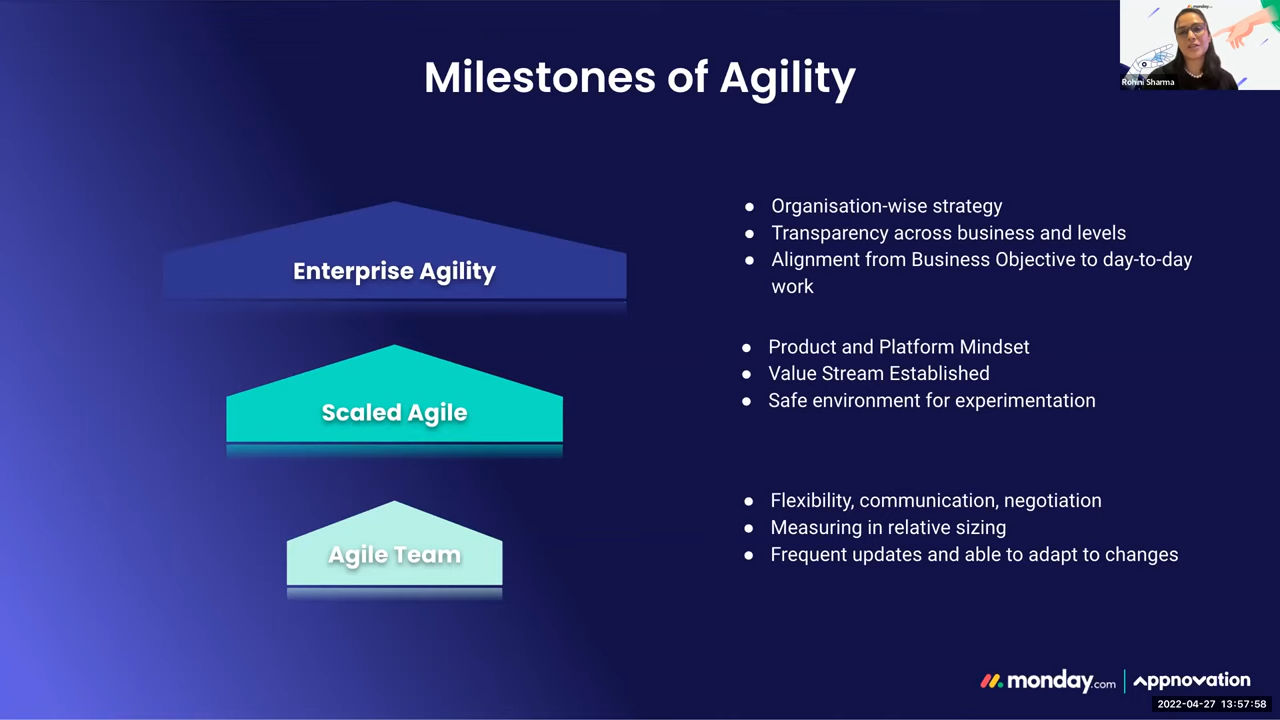 monday.com
Rohini Sharma
Milestones of Agility
Enterprise Agility
● Organisation-wise strategy
● Transparency across business and levels
● Alignment from Business Objective to day-to-day
work
Scaled Agile
● Product and Platform Mindset
● Value Stream Established
● Safe environment for experimentation
Agile Team
● Flexibility, communication, negotiation
● Measuring in relative sizing
● Frequent updates and able to adapt to changes
monday.com | Appnovation
2022-04-27 13:57:58